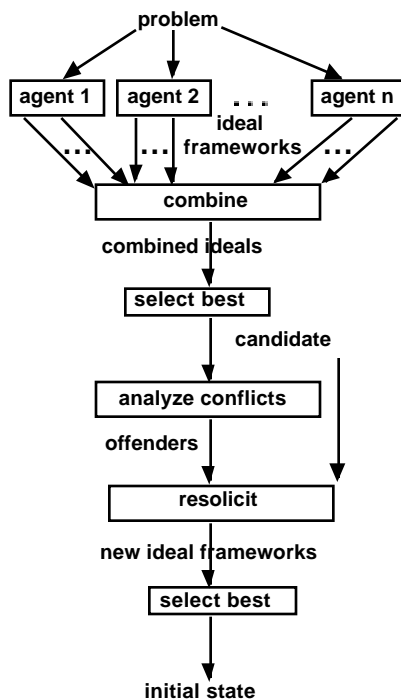 problem
agent 1 agent 2 ... agent n
ideal
... ... frameworks ...
combine
combined ideals
select best
candidate
analyze conflicts
offenders
resolicit
new ideal frameworks
select best
initial state